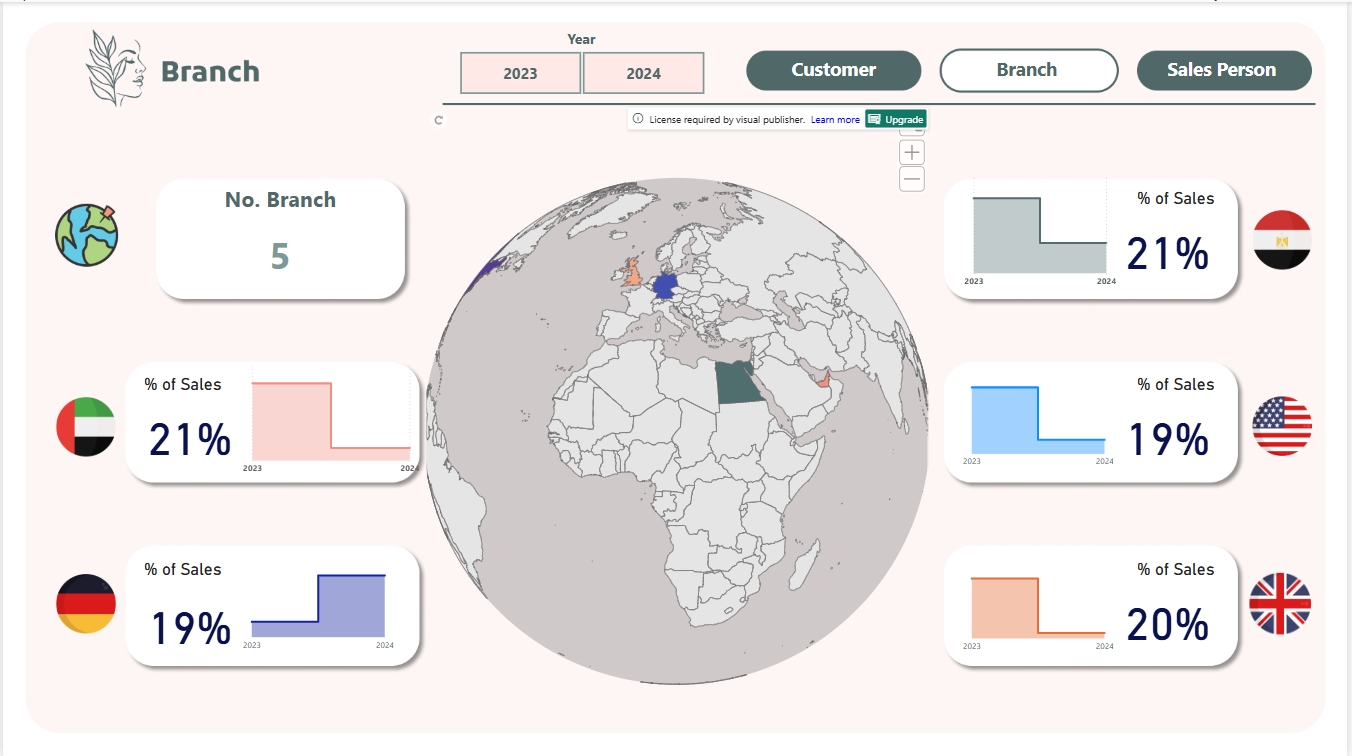 Branch
Year
2023
2024
Customer
Branch
Sales Person
License required by visual publisher. Learn more Upgrade
No. Branch
5
% of Sales
21%
2023
2024
% of Sales
21%
2023
2024
% of Sales
19%
2023
2024
% of Sales
19%
2023
2024
% of Sales
20%
2023
2024